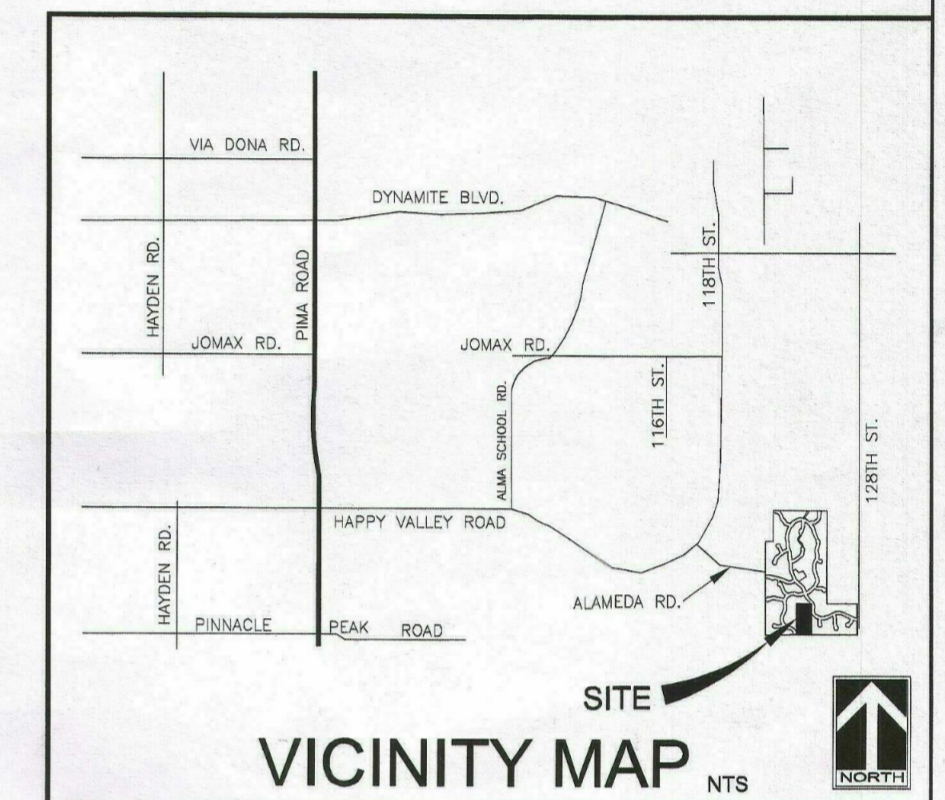 VIA DONA RD.
DYNAMITE BLVD.
HAYDEN RD.
PIMA ROAD
118TH ST.
JOMAX RD.
JOMAX RD.
116TH ST.
ALMA SCHOOL RD.
128TH ST.
HAPPY VALLEY ROAD
HAYDEN RD.
ALAMEDA RD.
PINNACLE PEAK ROAD
SITE
VICINITY MAP NTS
NORTH